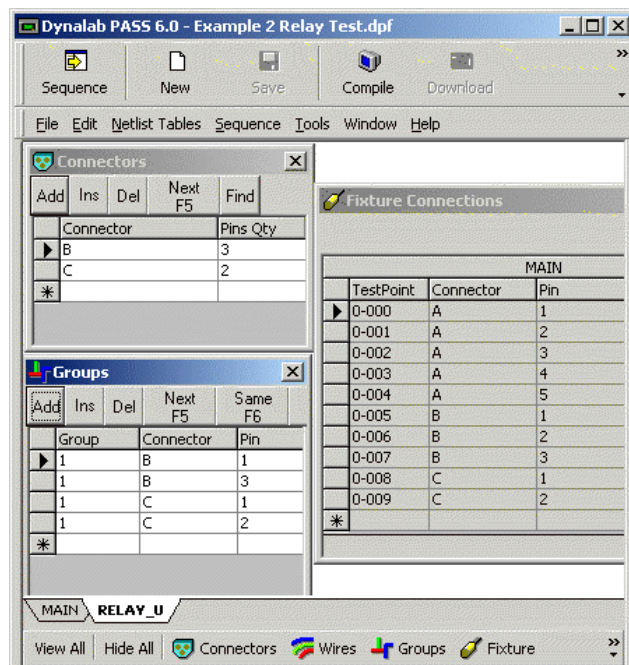 Dynalab PASS 6.0 - Example 2 Relay Test.dpf
Sequence New Save Compile Download
File Edit Netlist Tables Sequence Tools Window Help
Connectors
Add Ins Del Next F5 Find
Connector Pins Qty
B 3
C 2
Fixture Connections
MAIN
TestPoint Connector Pin
0-000 A 1
0-001 A 2
0-002 A 3
0-003 A 4
0-004 A 5
0-005 B 1
0-006 B 2
0-007 B 3
0-008 C 1
0-009 C 2
Groups
Add Ins Del Next F5 Same F6
Group Connector Pin
1 B 1
1 B 3
1 C 1
1 C 2
MAIN RELAY_U
View All Hide All Connectors Wires Groups Fixture